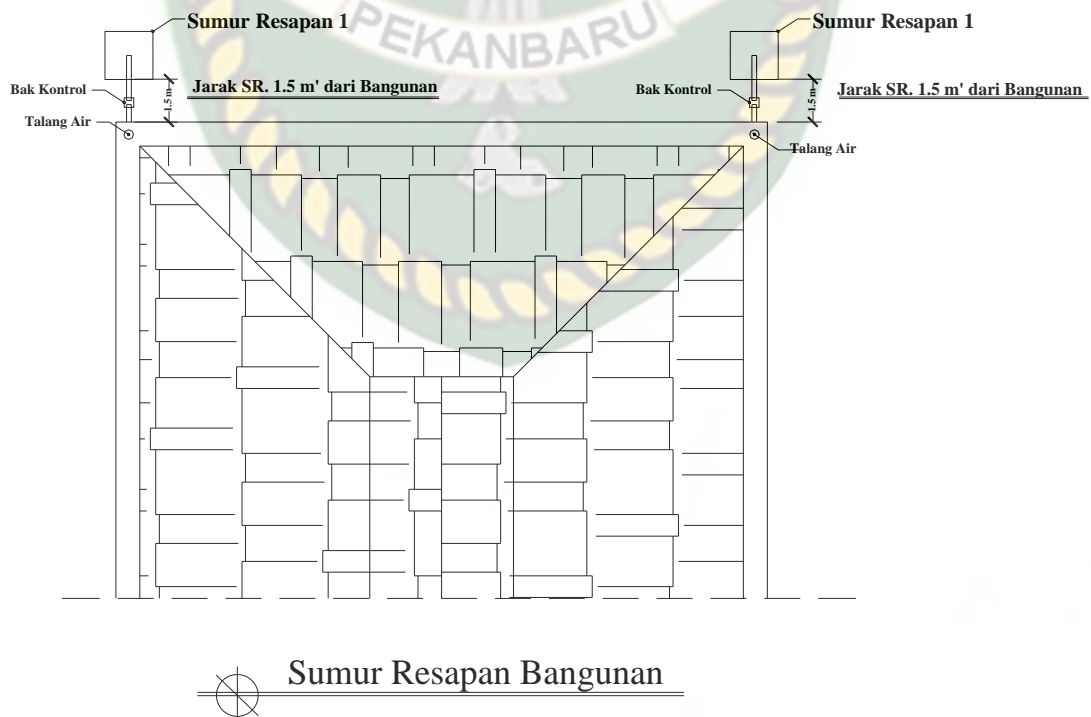 PEKANBARU
Sumur Resapan 1
Sumur Resapan 1
Bak Kontrol
1.5 m
Jarak SR. 1.5 m' dari Bangunan
Bak Kontrol
1.5 m
Jarak SR. 1.5 m' dari Bangunan
Talang Air
Talang Air
Sumur Resapan Bangunan